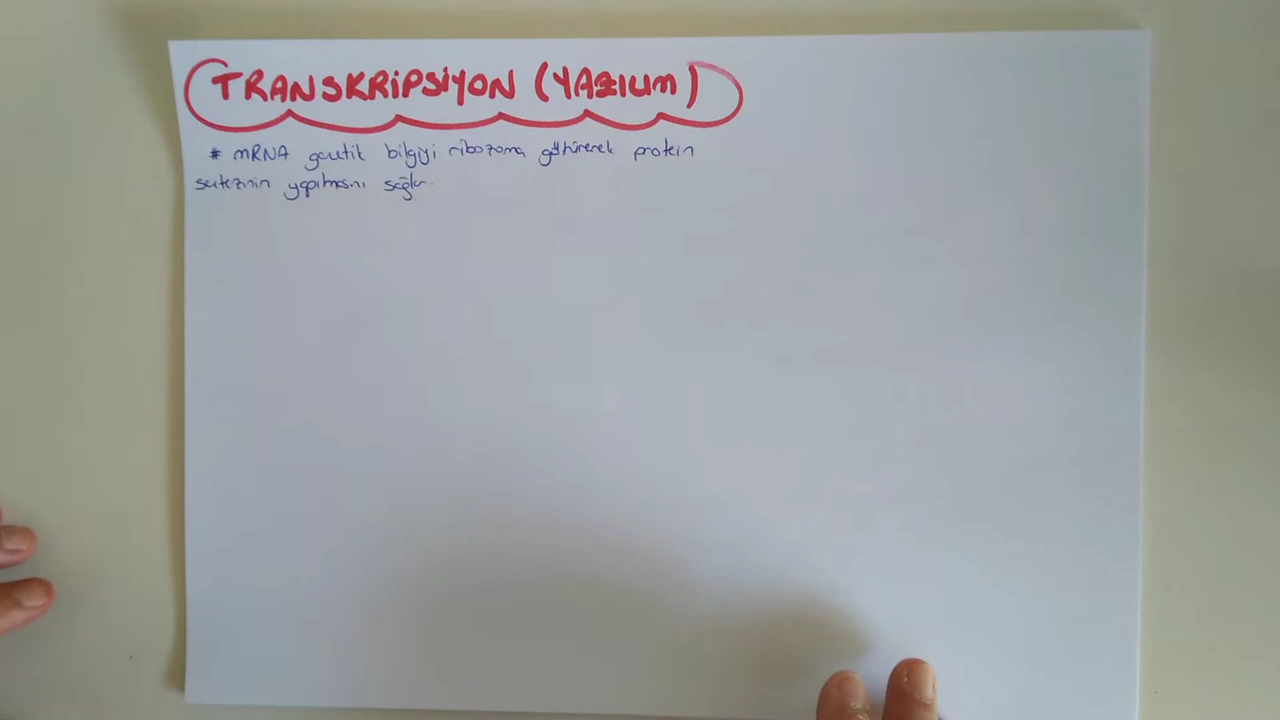 TRANSKRİPSİYON (YAZILIM)
* mRNA genetik bilgiyi ribozoma götürerek protein
sentezinin yapılmasını sağlar.